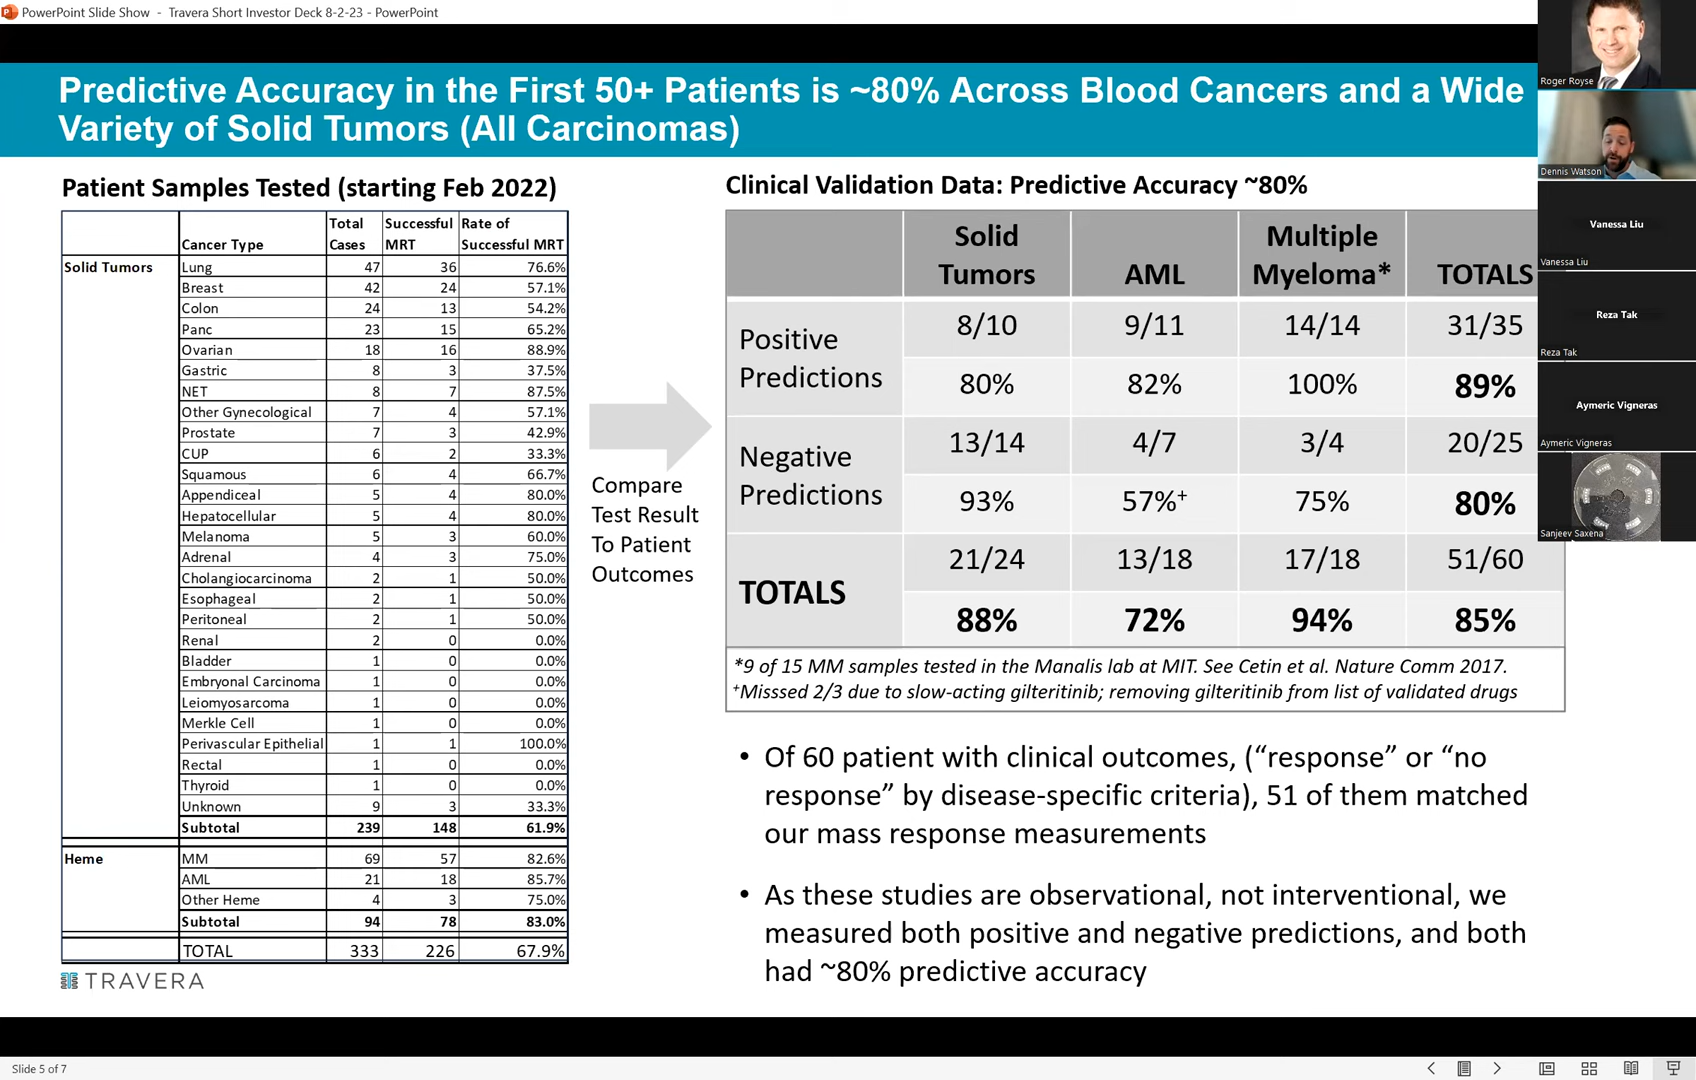 PowerPoint Slide Show - Travera Short Investor Deck 8-2-23 - PowerPoint
Predictive Accuracy in the First 50+ Patients is ~80% Across Blood Cancers and a Wide
Variety of Solid Tumors (All Carcinomas)
Patient Samples Tested (starting Feb 2022)
Cancer Type Total Cases Successful MRT Rate of Successful MRT
Solid Tumors Lung 47 36 76.6%
Breast 42 24 57.1%
Colon 24 13 54.2%
Panc 23 15 65.2%
Ovarian 18 16 88.9%
Gastric 8 3 37.5%
NET 8 7 87.5%
Other Gynecological 7 4 57.1%
Prostate 7 3 42.9%
CUP 6 2 33.3%
Squamous 6 4 66.7%
Appendiceal 5 4 80.0%
Hepatocellular 5 4 80.0%
Melanoma 5 3 60.0%
Adrenal 4 3 75.0%
Cholangiocarcinoma 2 1 50.0%
Esophageal 2 1 50.0%
Peritoneal 2 1 50.0%
Renal 2 0 0.0%
Bladder 1 0 0.0%
Embryonal Carcinoma 1 0 0.0%
Leiomyosarcoma 1 0 0.0%
Merkle Cell 1 0 0.0%
Perivascular Epithelial 1 1 100.0%
Rectal 1 0 0.0%
Thyroid 1 0 0.0%
Unknown 9 3 33.3%
Subtotal 239 148 61.9%
Heme MM 69 57 82.6%
AML 21 18 85.7%
Other Heme 4 3 75.0%
Subtotal 94 78 83.0%
TOTAL 333 226 67.9%
TRAVERA
Compare
Test Result
To Patient
Outcomes
Clinical Validation Data: Predictive Accuracy ~80%
Solid Tumors AML Multiple Myeloma* TOTALS
Positive Predictions 8/10 9/11 14/14 31/35
80% 82% 100% 89%
Negative Predictions 13/14 4/7 3/4 20/25
93% 57%+ 75% 80%
TOTALS 21/24 13/18 17/18 51/60
88% 72% 94% 85%
*9 of 15 MM samples tested in the Manalis lab at MIT. See Cetin et al. Nature Comm 2017.
+Misssed 2/3 due to slow-acting gilteritinib; removing gilteritinib from list of validated drugs
• Of 60 patient with clinical outcomes, (“response” or “no
response” by disease-specific criteria), 51 of them matched
our mass response measurements
• As these studies are observational, not interventional, we
measured both positive and negative predictions, and both
had ~80% predictive accuracy
Roger Royse
Dennis Watson
Vanessa Liu
Vanessa Liu
Reza Tak
Reza Tak
Aymeric Vigneras
Aymeric Vigneras
Sanjeev Saxena
Slide 5 of 7